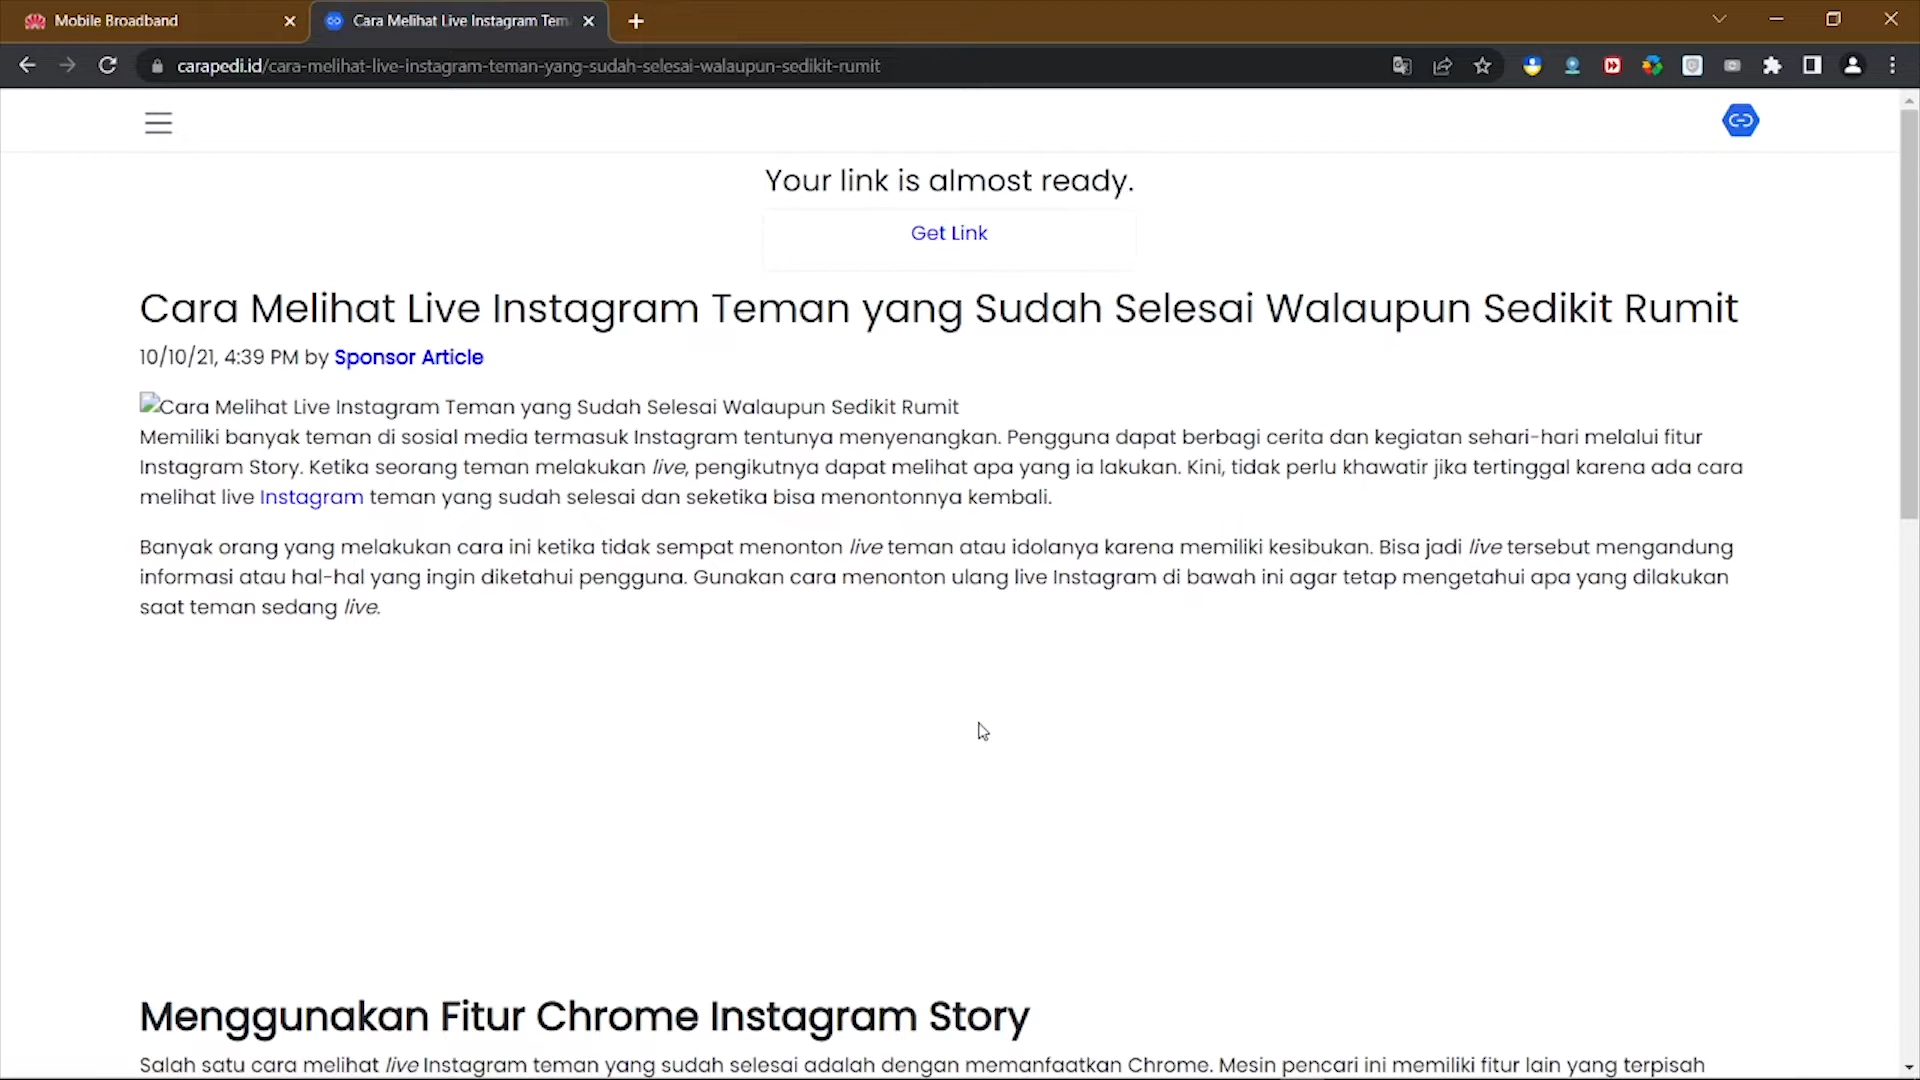 Mobile Broadband
Cara Melihat Live Instagram Tem
carapedi.id/cara-melihat-live-instagram-teman-yang-sudah-selesai-walaupun-sedikit-rumit
Your link is almost ready.
Get Link
Cara Melihat Live Instagram Teman yang Sudah Selesai Walaupun Sedikit Rumit
10/10/21, 4:39 PM by Sponsor Article
Cara Melihat Live Instagram Teman yang Sudah Selesai Walaupun Sedikit Rumit
Memiliki banyak teman di sosial media termasuk Instagram tentunya menyenangkan. Pengguna dapat berbagi cerita dan kegiatan sehari-hari melalui fitur
Instagram Story. Ketika seorang teman melakukan live, pengikutnya dapat melihat apa yang ia lakukan. Kini, tidak perlu khawatir jika tertinggal karena ada cara
melihat live Instagram teman yang sudah selesai dan seketika bisa menontonnya kembali.
Banyak orang yang melakukan cara ini ketika tidak sempat menonton live teman atau idolanya karena memiliki kesibukan. Bisa jadi live tersebut mengandung
informasi atau hal-hal yang ingin diketahui pengguna. Gunakan cara menonton ulang live Instagram di bawah ini agar tetap mengetahui apa yang dilakukan
saat teman sedang live.
Menggunakan Fitur Chrome Instagram Story
Salah satu cara melihat live Instagram teman yang sudah selesai adalah dengan memanfaatkan Chrome. Mesin pencari ini memiliki fitur lain yang terpisah